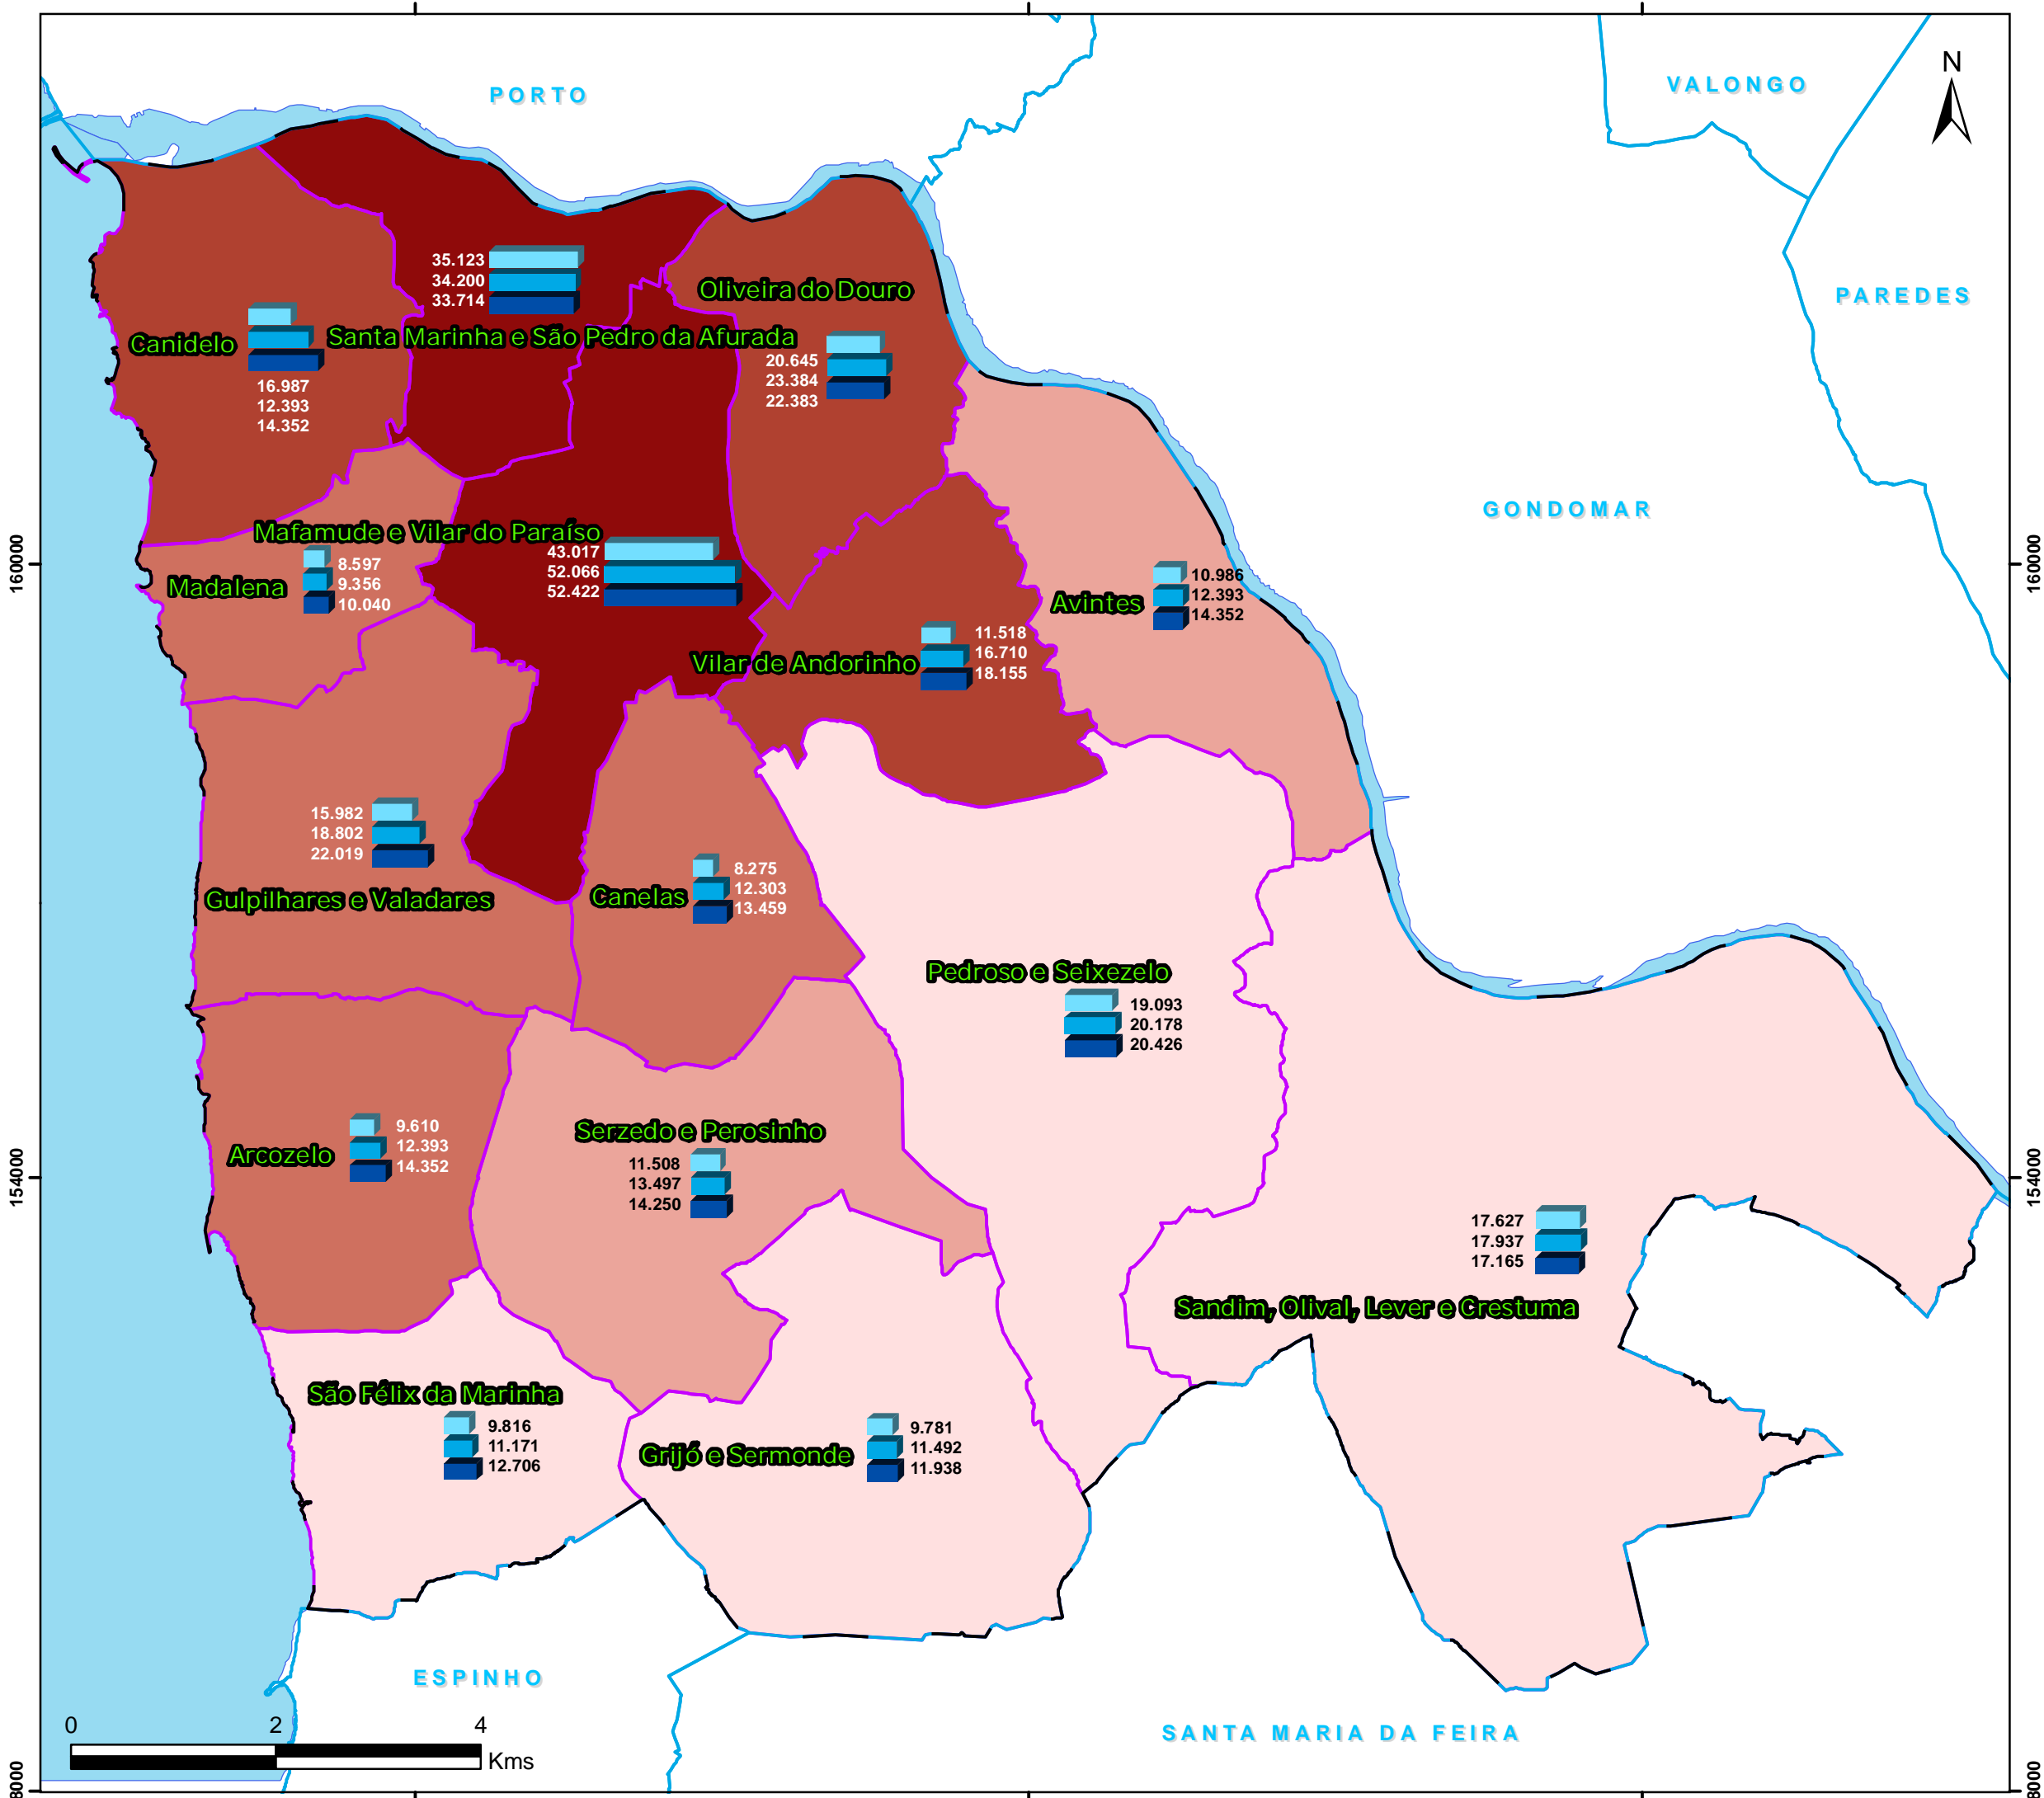 N
PORTO
VALONGO
PAREDES
GONDOMAR
35.123
34.200
33.714
Santa Marinha e São Pedro da Afurada
Oliveira do Douro
20.645
23.384
22.383
Canidelo
16.987
12.393
14.352
Mafamude e Vilar do Paraíso
43.017
52.066
52.422
Madalena
8.597
9.356
10.040
Avintes
10.986
12.393
14.352
Vilar de Andorinho
11.518
16.710
18.155
160000
160000
15.982
18.802
22.019
Gulpilhares e Valadares
Canelas
8.275
12.303
13.459
Pedroso e Seixezelo
19.093
20.178
20.426
Arcozelo
9.610
12.393
14.352
Serzedo e Perosinho
11.508
13.497
14.250
154000
154000
17.627
17.937
17.165
Sandim, Olival, Lever e Crestuma
São Félix da Marinha
9.816
11.171
12.706
Grijó e Sermonde
9.781
11.492
11.938
ESPINHO
SANTA MARIA DA FEIRA
0 2 4
Kms